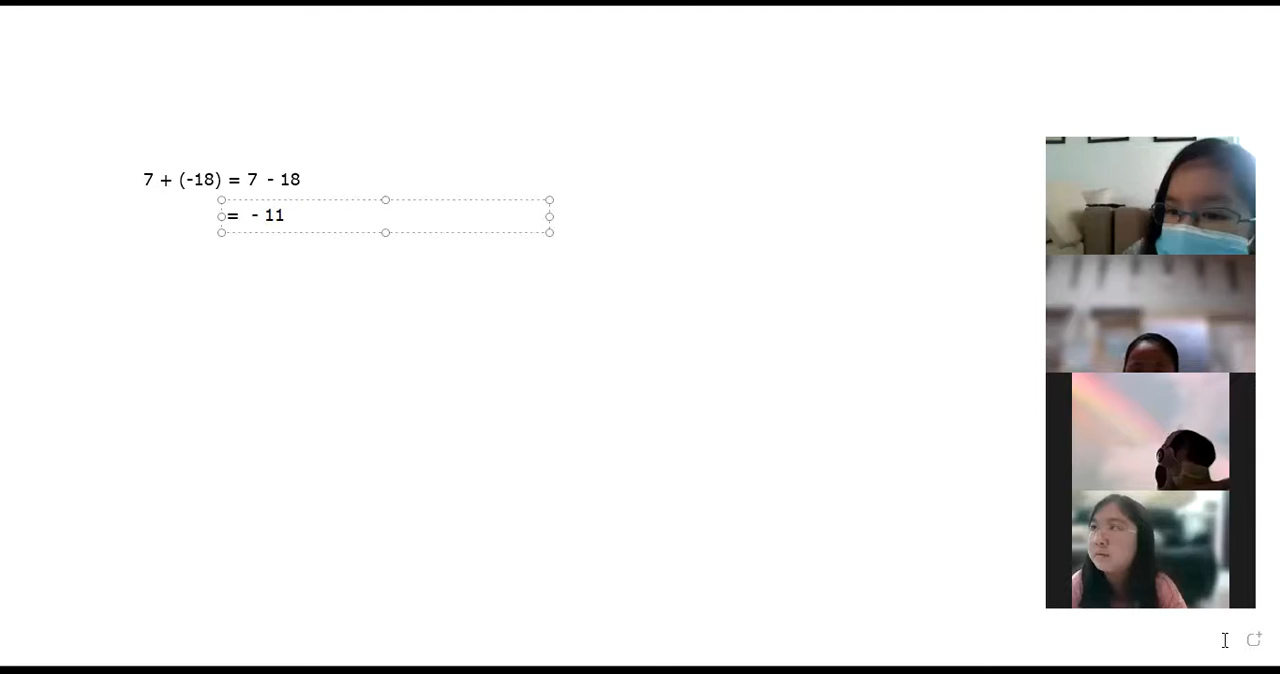 7 + (-18) = 7 - 18
= - 11